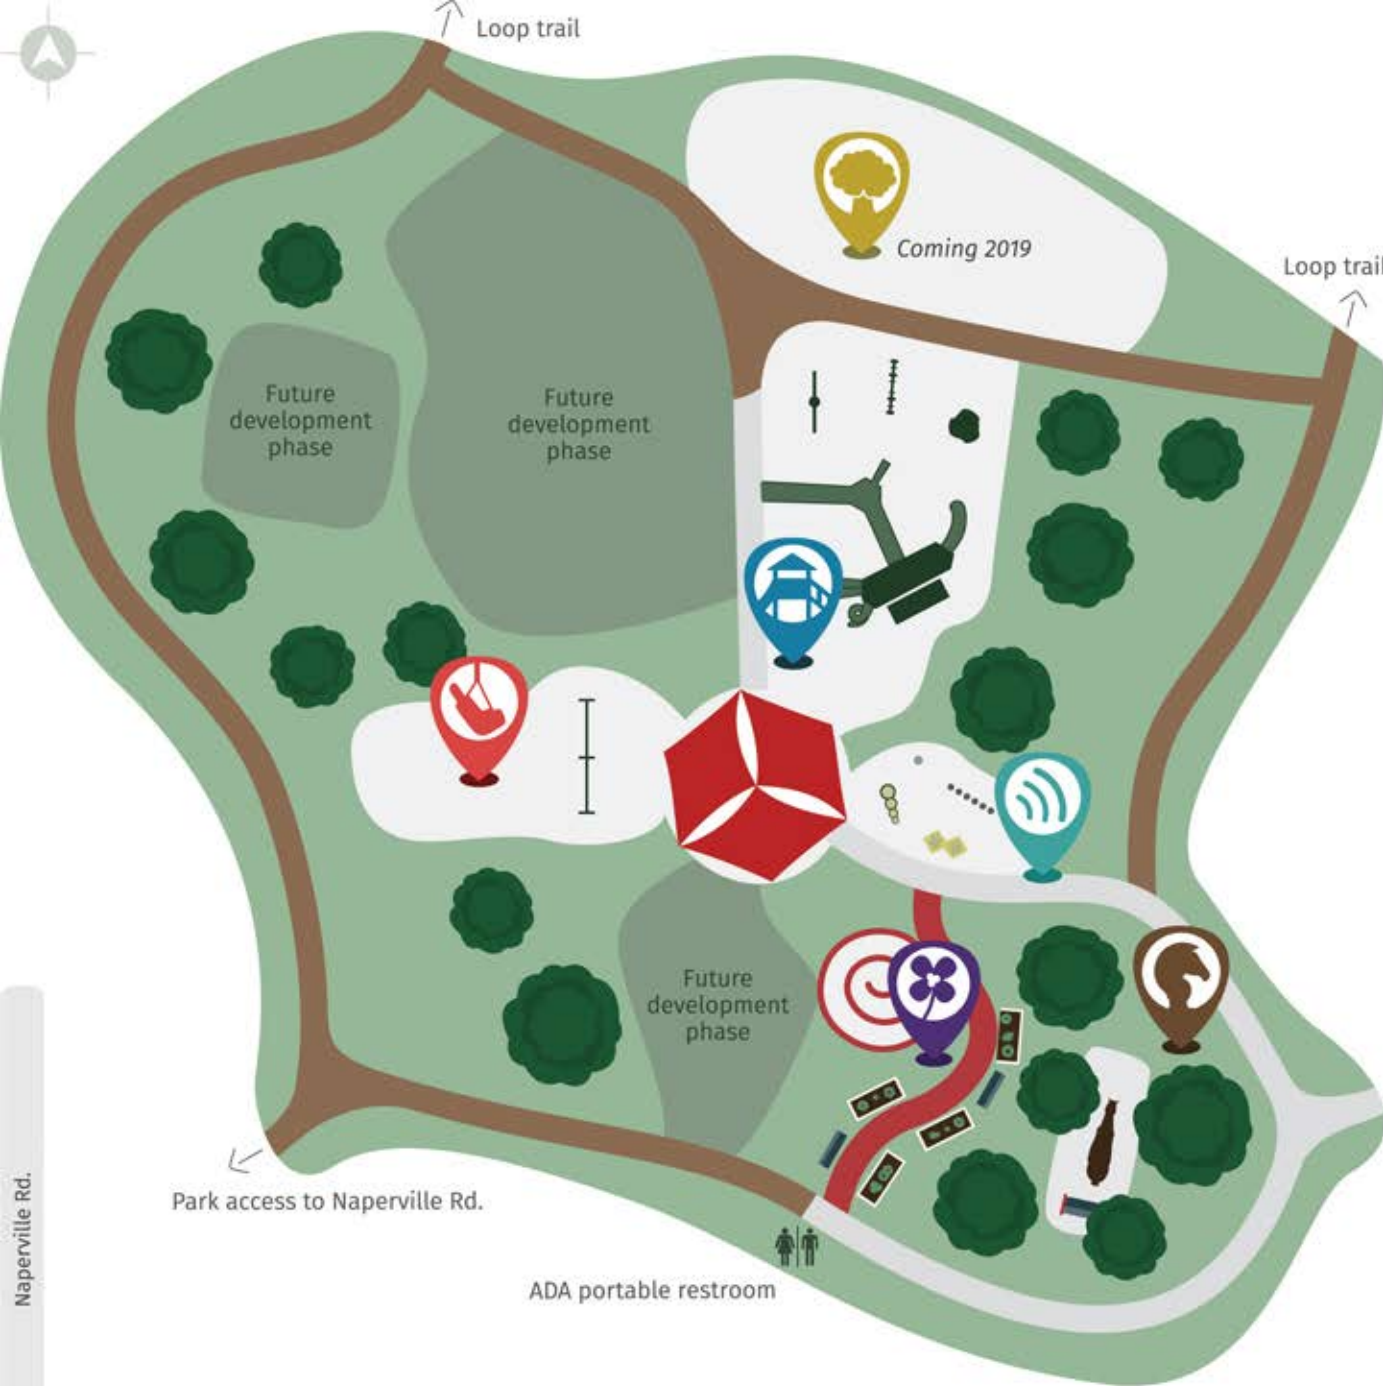 Loop trail
Coming 2019
Loop trail
Future
development
phase
Future
development
phase
Future
development
phase
Park access to Naperville Rd.
Naperville Rd.
ADA portable restroom